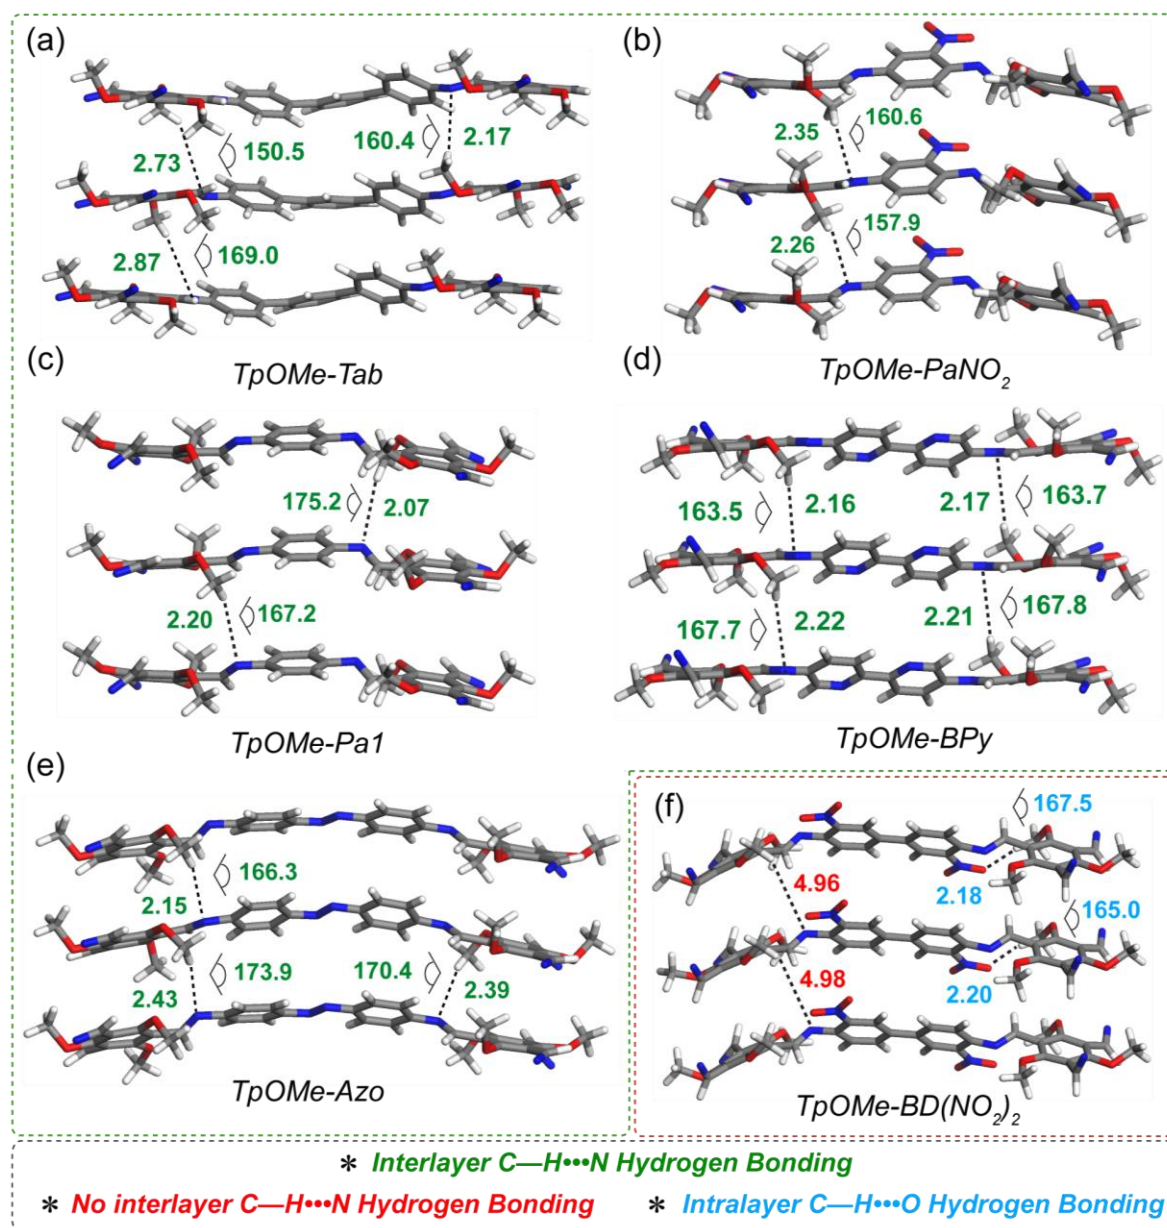 (a)
2.73
150.5
160.4
2.17
2.87
169.0
TpOMe-Tab
(b)
2.35
160.6
2.26
157.9
TpOMe-PaNO2
(c)
175.2
2.07
2.20
167.2
TpOMe-Pa1
(d)
163.5
2.16
2.17
163.7
167.7
2.22
2.21
167.8
TpOMe-BPy
(e)
166.3
2.15
173.9
170.4
2.43
2.39
TpOMe-Azo
(f)
167.5
4.96
2.18
165.0
4.98
2.20
TpOMe-BD(NO2)2
* Interlayer C—H•••N Hydrogen Bonding
* No interlayer C—H•••N Hydrogen Bonding * Intralayer C—H•••O Hydrogen Bonding